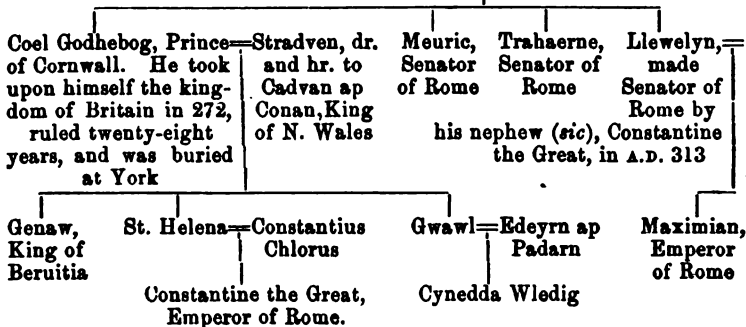 Coel Godhebog, Prince
of Cornwall. He took
upon himself the king-
dom of Britain in 272,
ruled twenty-eight
years, and was buried
at York
Stradven, dr.
and hr. to
Cadvan ap
Conan, King
of N. Wales
Meuric,
Senator
of Rome
Trahaerne,
Senator of
Rome
Llewelyn,
made
Senator of
Rome by
his nephew (sic), Constantine
the Great, in A.D. 313
Genaw,
King of
Beruitia
St. Helena
Constantius
Chlorus
Gwawl
Edeyrn ap
Padarn
Maximian,
Emperor
of Rome
Constantine the Great,
Emperor of Rome.
Cynedda Wledig